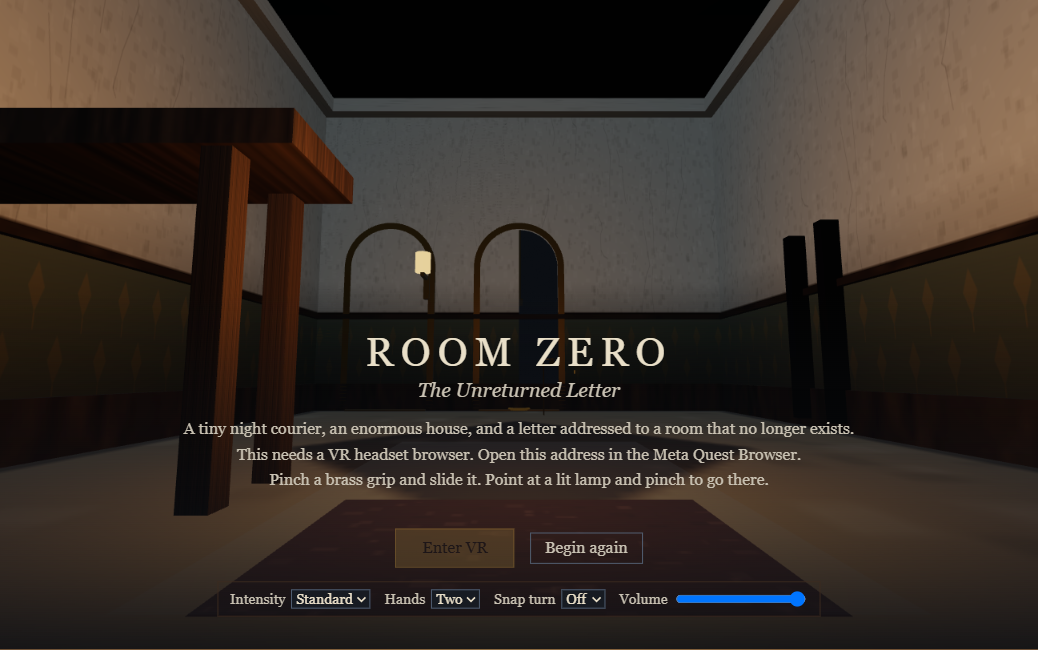 ROOM ZERO
The Unreturned Letter
A tiny night courier, an enormous house, and a letter addressed to a room that no longer exists.
This needs a VR headset browser. Open this address in the Meta Quest Browser.
Pinch a brass grip and slide it. Point at a lit lamp and pinch to go there.
Enter VR Begin again
Intensity Standard Hands Two Snap turn Off Volume